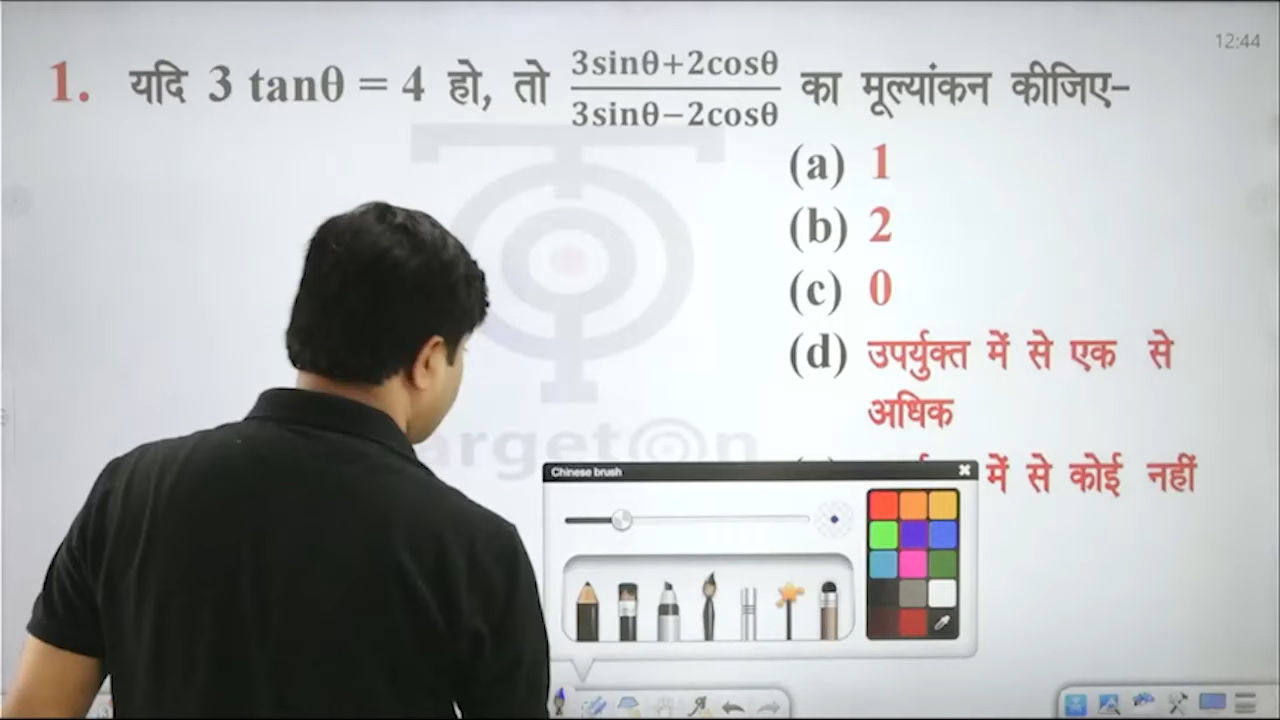 12:44
1. यदि 3 tanθ = 4 हो, तो 3sinθ+2cosθ / 3sinθ−2cosθ का मूल्यांकन कीजिए−
(a) 1
(b) 2
(c) 0
(d) उपर्युक्त में से एक से
अधिक
में से कोई नहीं
Chinese brush